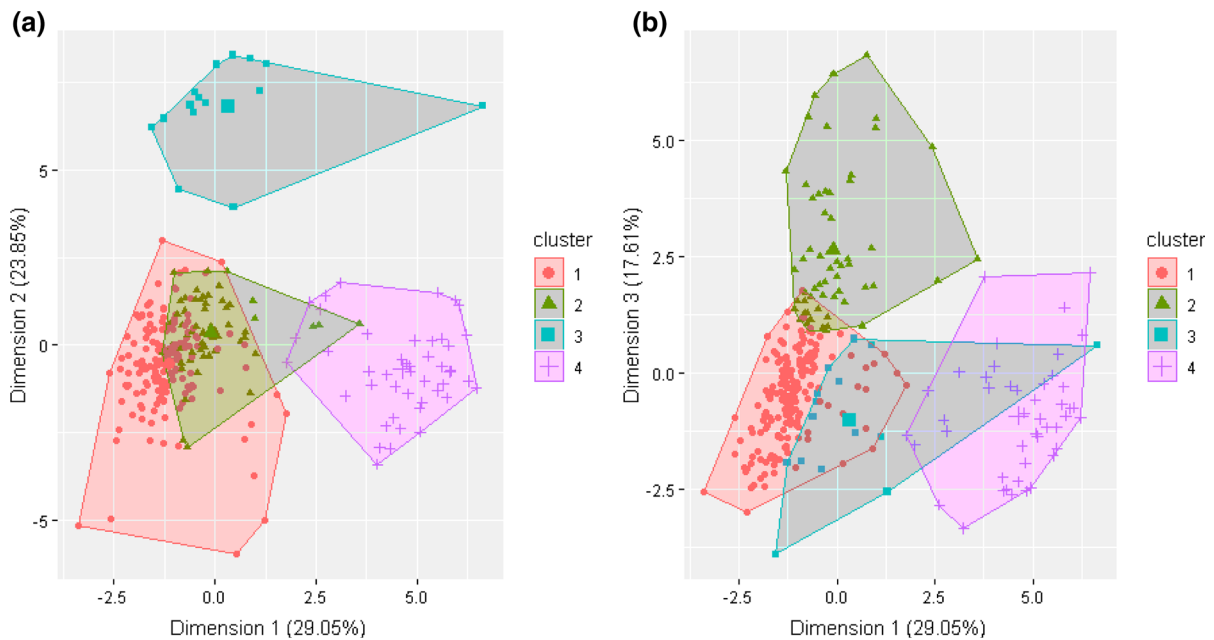 (a)
5
0
-5
Dimension 2 (23.85%)
-2.5 0.0 2.5 5.0
Dimension 1 (29.05%)
cluster
1
2
3
4
(b)
5.0
2.5
0.0
-2.5
Dimension 3 (17.61%)
-2.5 0.0 2.5 5.0
Dimension 1 (29.05%)
cluster
1
2
3
4